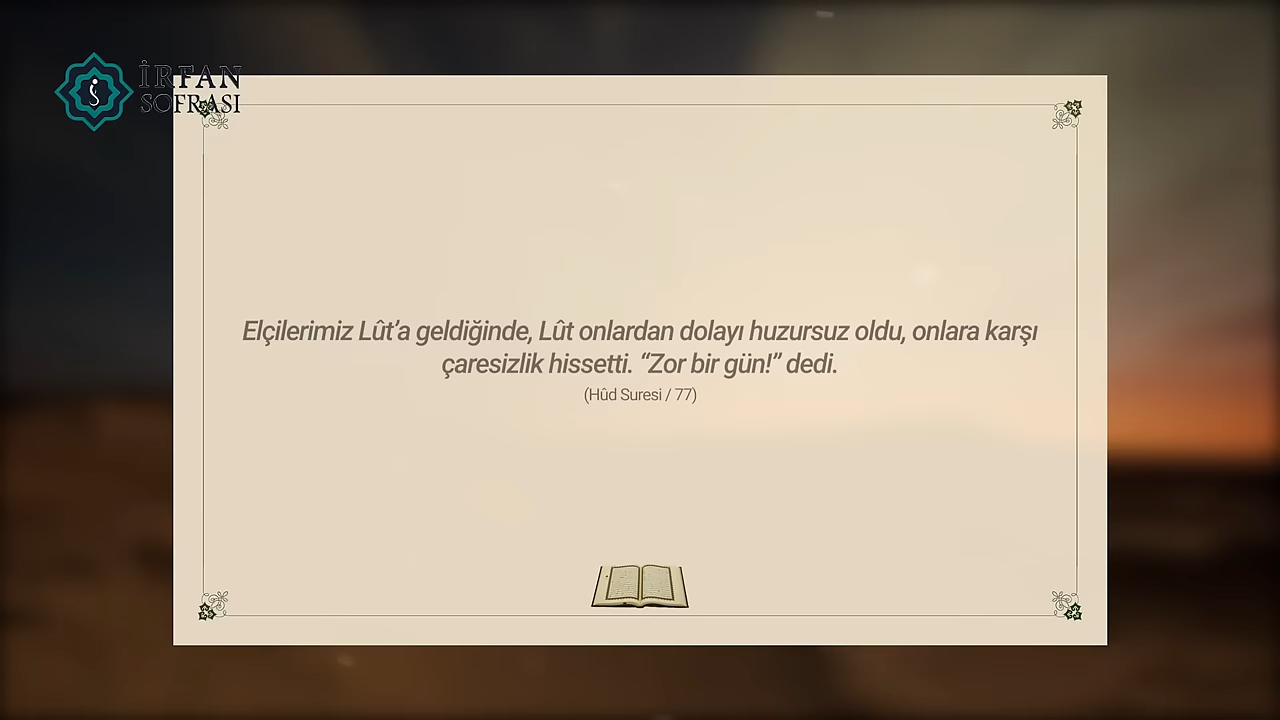 İRFAN
SOFRASI
Elçilerimiz Lût’a geldiğinde, Lût onlardan dolayı huzursuz oldu, onlara karşı
çaresizlik hissetti. “Zor bir gün!” dedi.
(Hûd Suresi / 77)